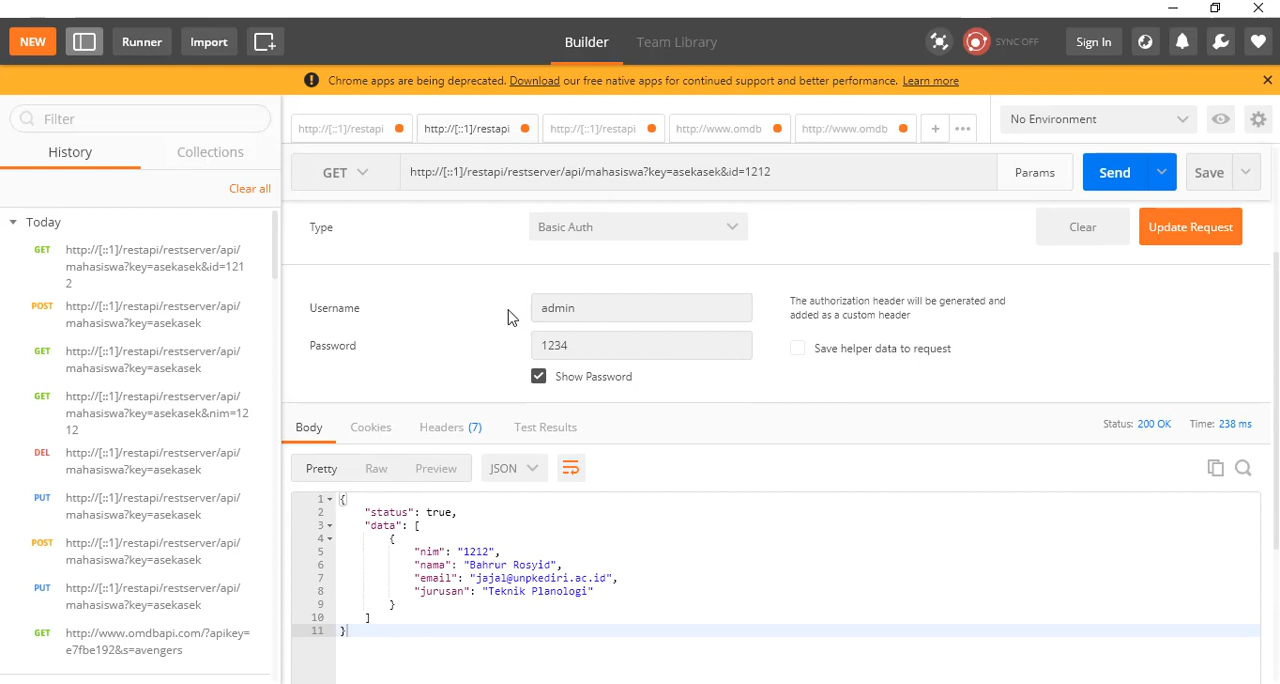 NEW
Runner
Import
Builder
Team Library
SYNC OFF
Sign In
Chrome apps are being deprecated. Download our free native apps for continued support and better performance. Learn more
Filter
History
Collections
Clear all
Today
GET http://[::1]/restapi/restserver/api/
mahasiswa?key=asekasek&id=121
2
POST http://[::1]/restapi/restserver/api/
mahasiswa?key=asekasek
GET http://[::1]/restapi/restserver/api/
mahasiswa?key=asekasek
GET http://[::1]/restapi/restserver/api/
mahasiswa?key=asekasek&nim=12
12
DEL http://[::1]/restapi/restserver/api/
mahasiswa?key=asekasek
PUT http://[::1]/restapi/restserver/api/
mahasiswa?key=asekasek
POST http://[::1]/restapi/restserver/api/
mahasiswa?key=asekasek
PUT http://[::1]/restapi/restserver/api/
mahasiswa?key=asekasek
GET http://www.omdbapi.com/?apikey=
e7fbe192&s=avengers
http://[::1]/restapi
http://[::1]/restapi
http://[::1]/restapi
http://www.omdb
http://www.omdb
No Environment
GET
http://[::1]/restapi/restserver/api/mahasiswa?key=asekasek&id=1212
Params
Send
Save
Type
Basic Auth
Clear
Update Request
Username
admin
The authorization header will be generated and
added as a custom header
Password
1234
Save helper data to request
Show Password
Body
Cookies
Headers (7)
Test Results
Status: 200 OK
Time: 238 ms
Pretty
Raw
Preview
JSON
1 {
2 "status": true,
3 "data": [
4 {
5 "nim": "1212",
6 "nama": "Bahrur Rosyid",
7 "email": "jajal@unpkediri.ac.id",
8 "jurusan": "Teknik Planologi"
9 }
10 ]
11 }